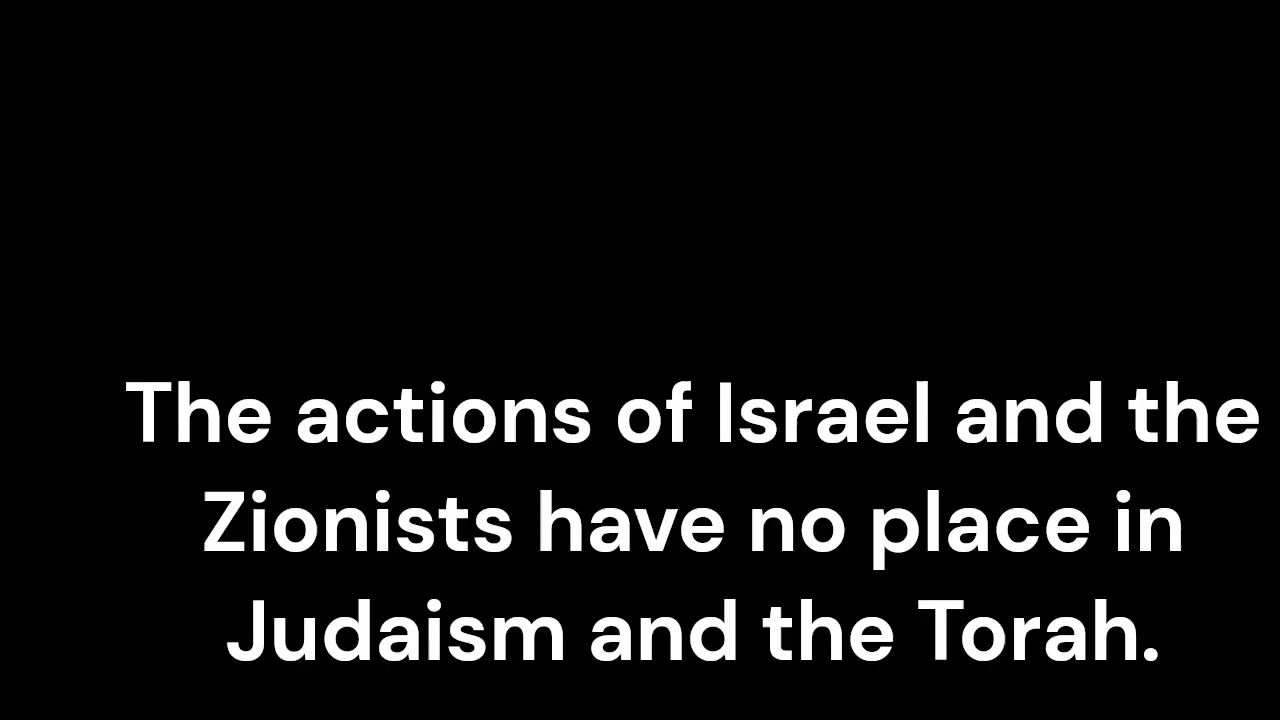 The actions of Israel and the
Zionists have no place in
Judaism and the Torah.